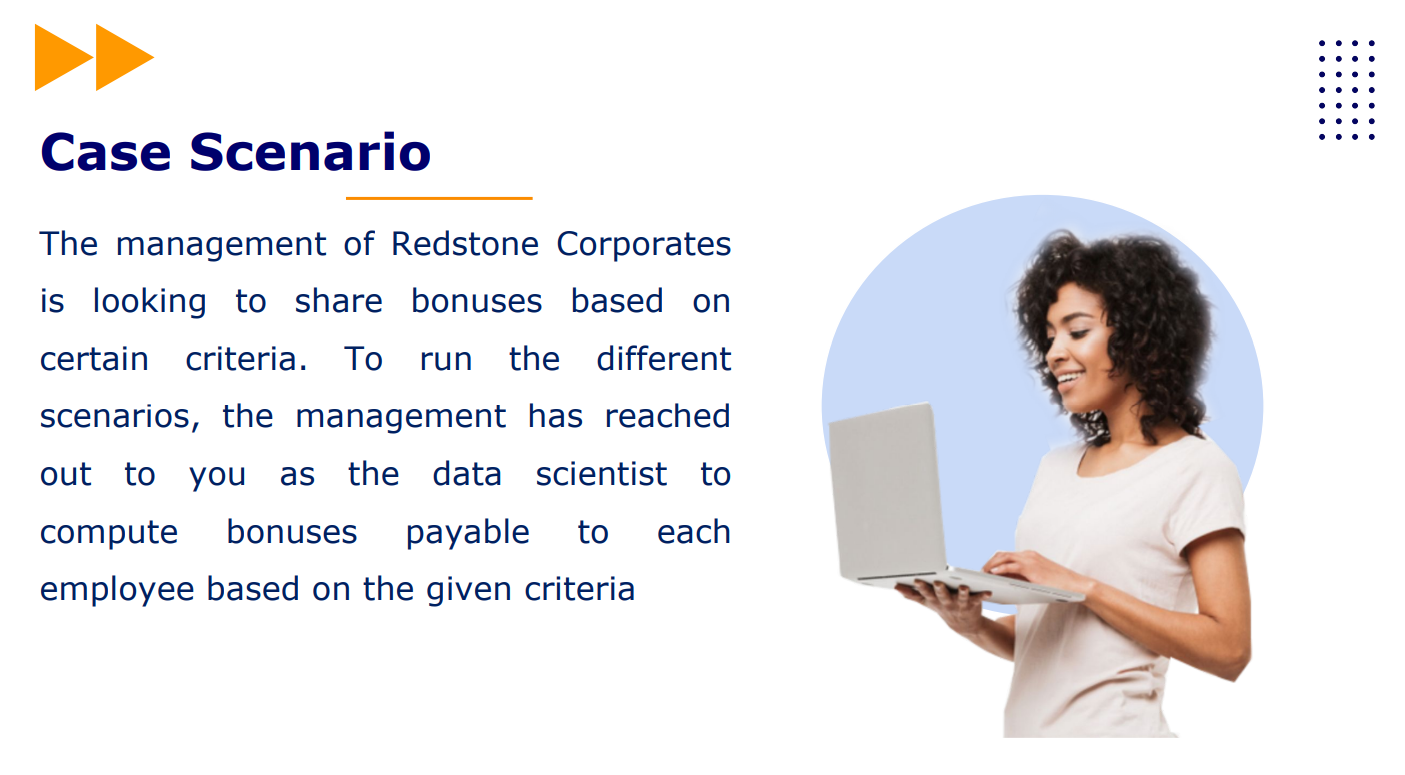 Case Scenario
The management of Redstone Corporates
is looking to share bonuses based on
certain criteria. To run the different
scenarios, the management has reached
out to you as the data scientist to
compute bonuses payable to each
employee based on the given criteria